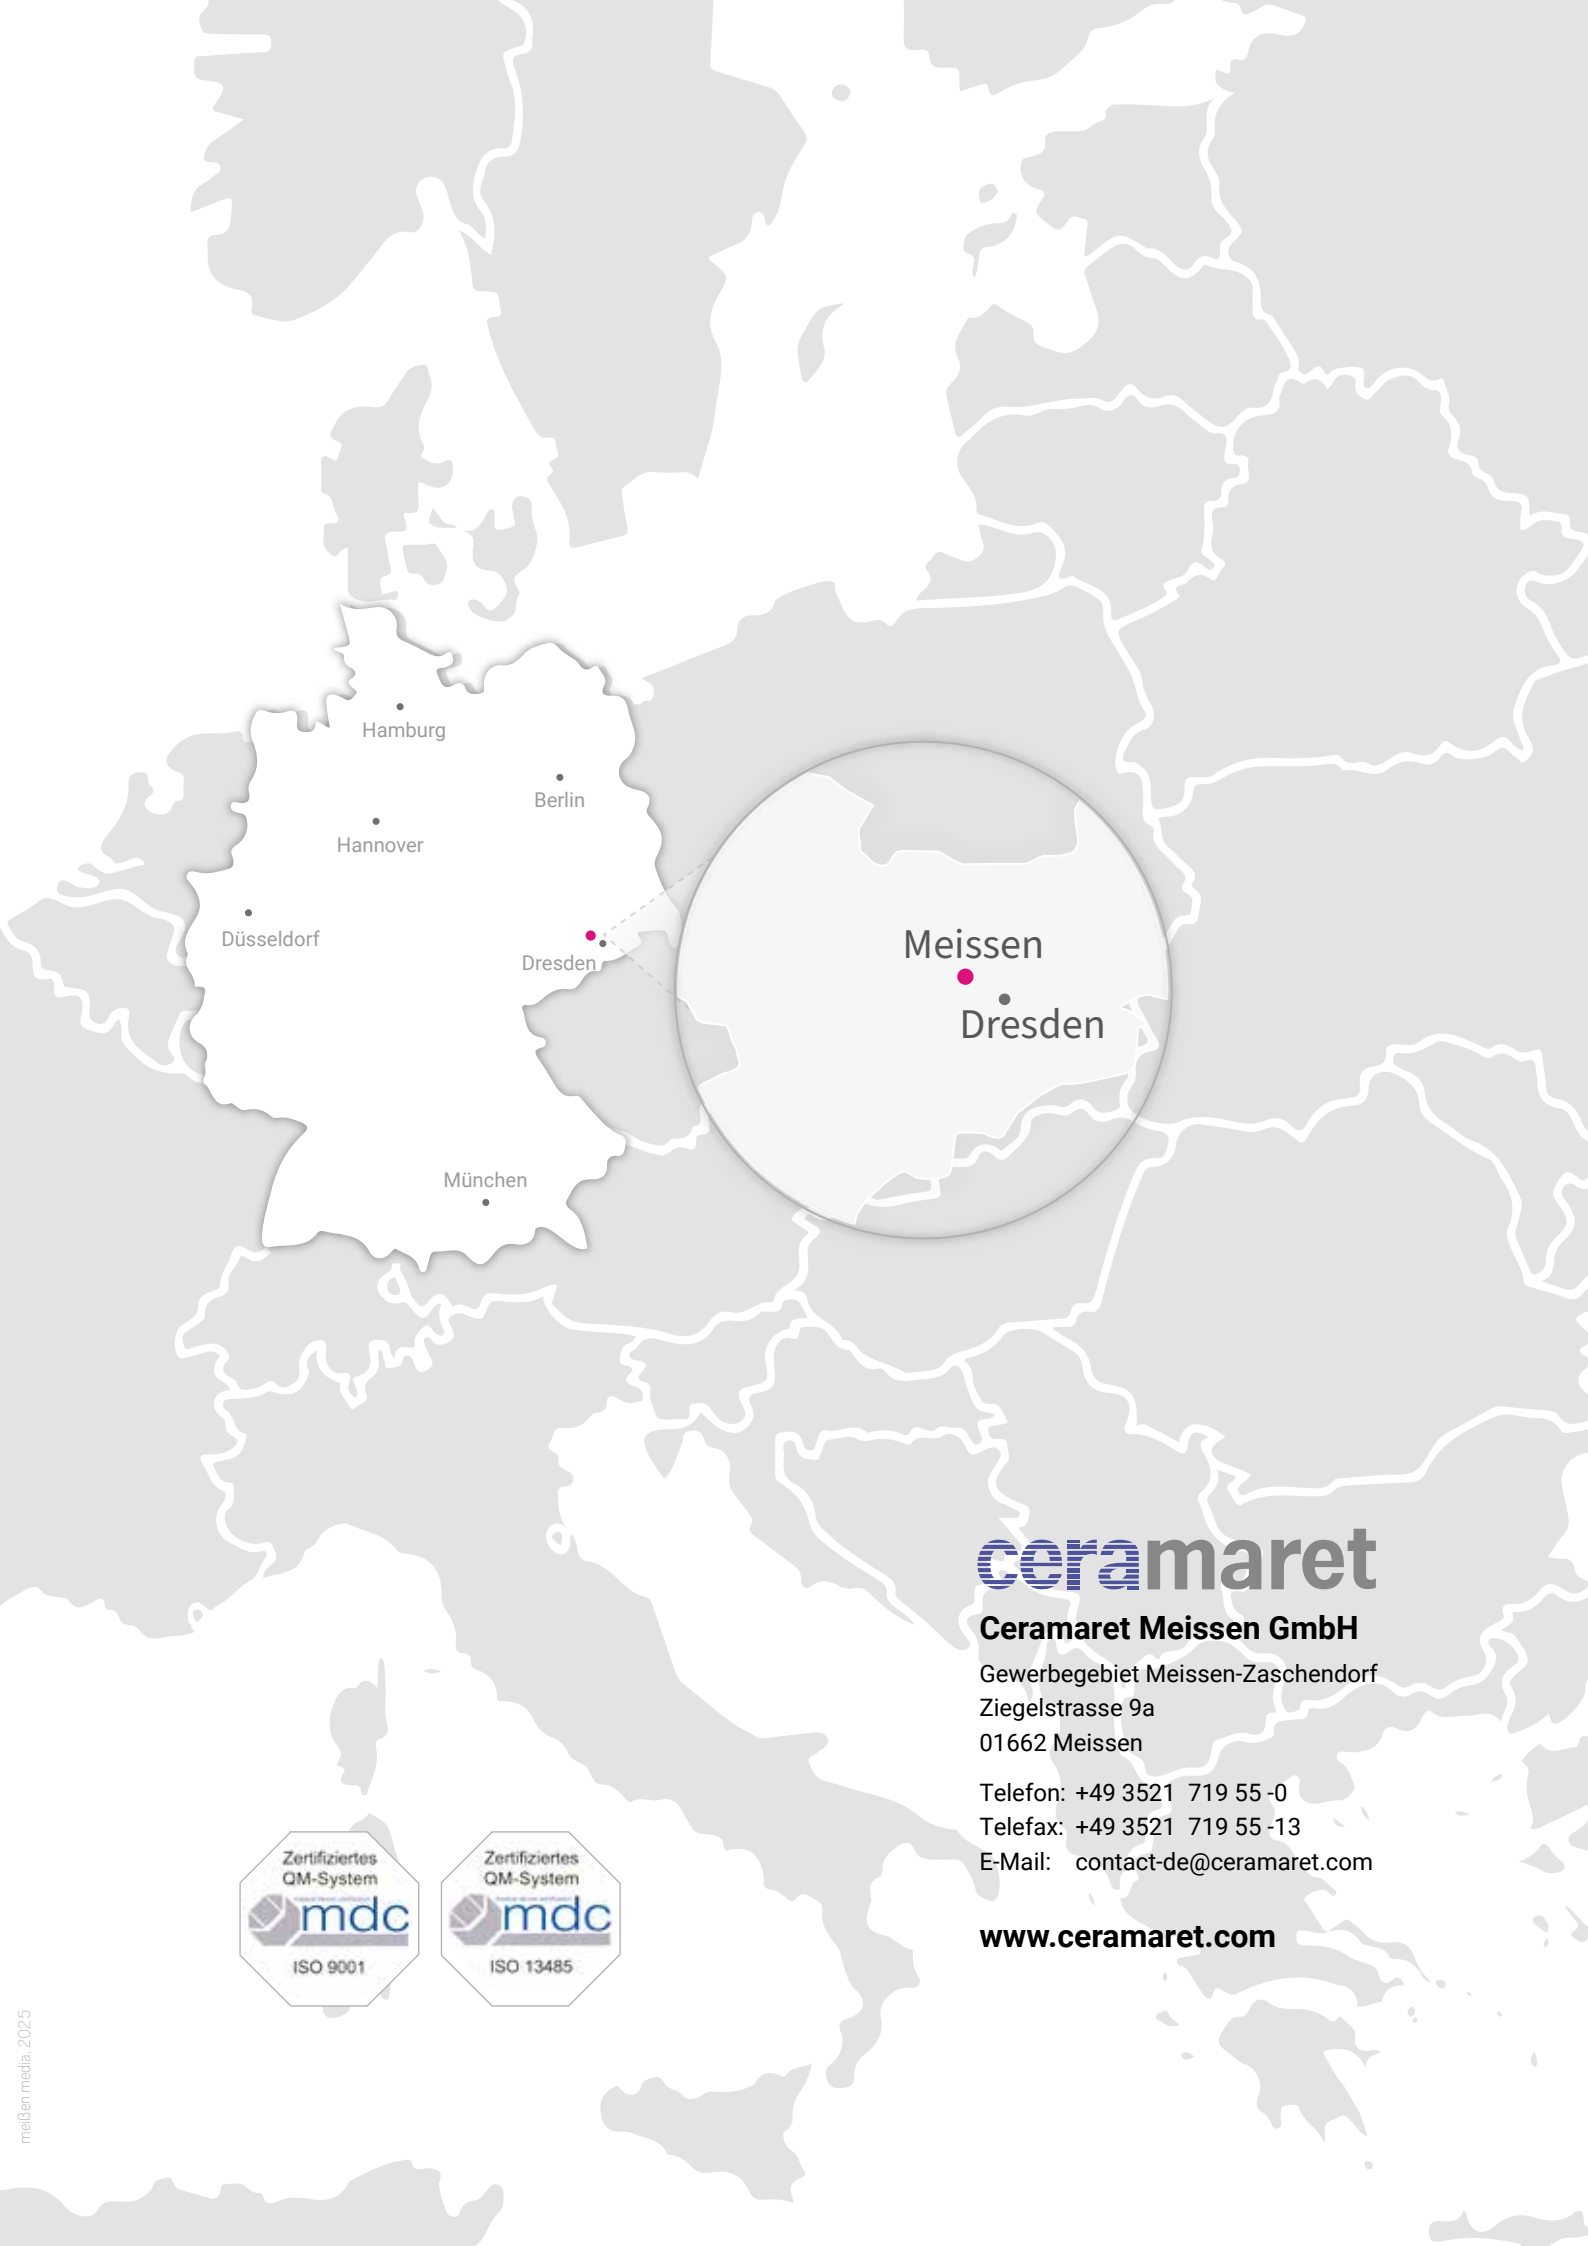 Hamburg
Berlin
Hannover
Düsseldorf
Dresden
München
Meissen
Dresden
ceramaret
Ceramaret Meissen GmbH
Gewerbegebiet Meissen-Zaschendorf
Ziegelstrasse 9a
01662 Meissen
Telefon: +49 3521 719 55 -0
Telefax: +49 3521 719 55 -13
E-Mail: contact-de@ceramaret.com
www.ceramaret.com
Zertifiziertes
QM-System
mdc
ISO 9001
Zertifiziertes
QM-System
mdc
ISO 13485
meißen media, 2025